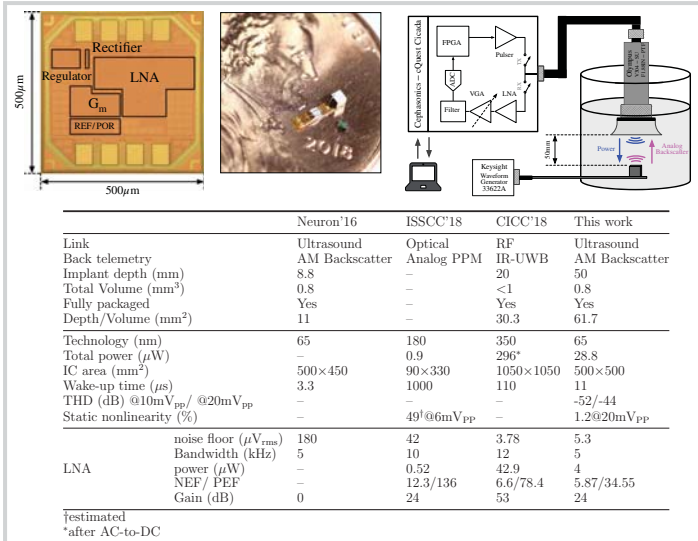 500μm
Rectifier
Regulator
LNA
Gm
REF/POR
500μm
2018
Cephasonics – cQuest Cicada
FPGA
Pulser
ADC
TX
RX
VGA
LNA
Filter
Olympus
50mm
Power
Analog
Backscatter
Keysight
Waveform
Generator
33622A
Neuron'16 ISSCC'18 CICC'18 This work
Link Ultrasound Optical RF Ultrasound
Back telemetry AM Backscatter Analog PPM IR-UWB AM Backscatter
Implant depth (mm) 8.8 – 20 50
Total Volume (mm³) 0.8 – <1 0.8
Fully packaged Yes – Yes Yes
Depth/Volume (mm²) 11 – 30.3 61.7
Technology (nm) 65 180 350 65
Total power (μW) – 0.9 296* 28.8
IC area (mm²) 500×450 90×330 1050×1050 500×500
Wake-up time (μs) 3.3 1000 110 11
THD (dB) @10mVpp/ @20mVpp – – – -52/-44
Static nonlinearity (%) 49†@6mVPP – 1.2@20mVPP
noise floor (μVrms) 180 42 3.78 5.3
Bandwidth (kHz) 5 10 12 5
LNA power (μW) – 0.52 42.9 4
NEF/ PEF – 12.3/136 6.6/78.4 5.87/34.55
Gain (dB) 0 24 53 24
†estimated
*after AC-to-DC